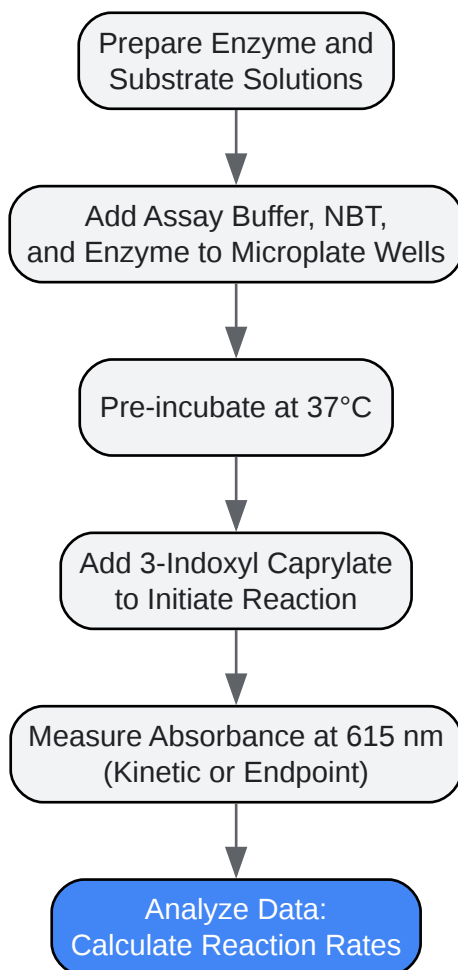 Prepare Enzyme and
Substrate Solutions
Add Assay Buffer, NBT,
and Enzyme to Microplate Wells
Pre-incubate at 37°C
Add 3-Indoxyl Caprylate
to Initiate Reaction
Measure Absorbance at 615 nm
(Kinetic or Endpoint)
Analyze Data:
Calculate Reaction Rates